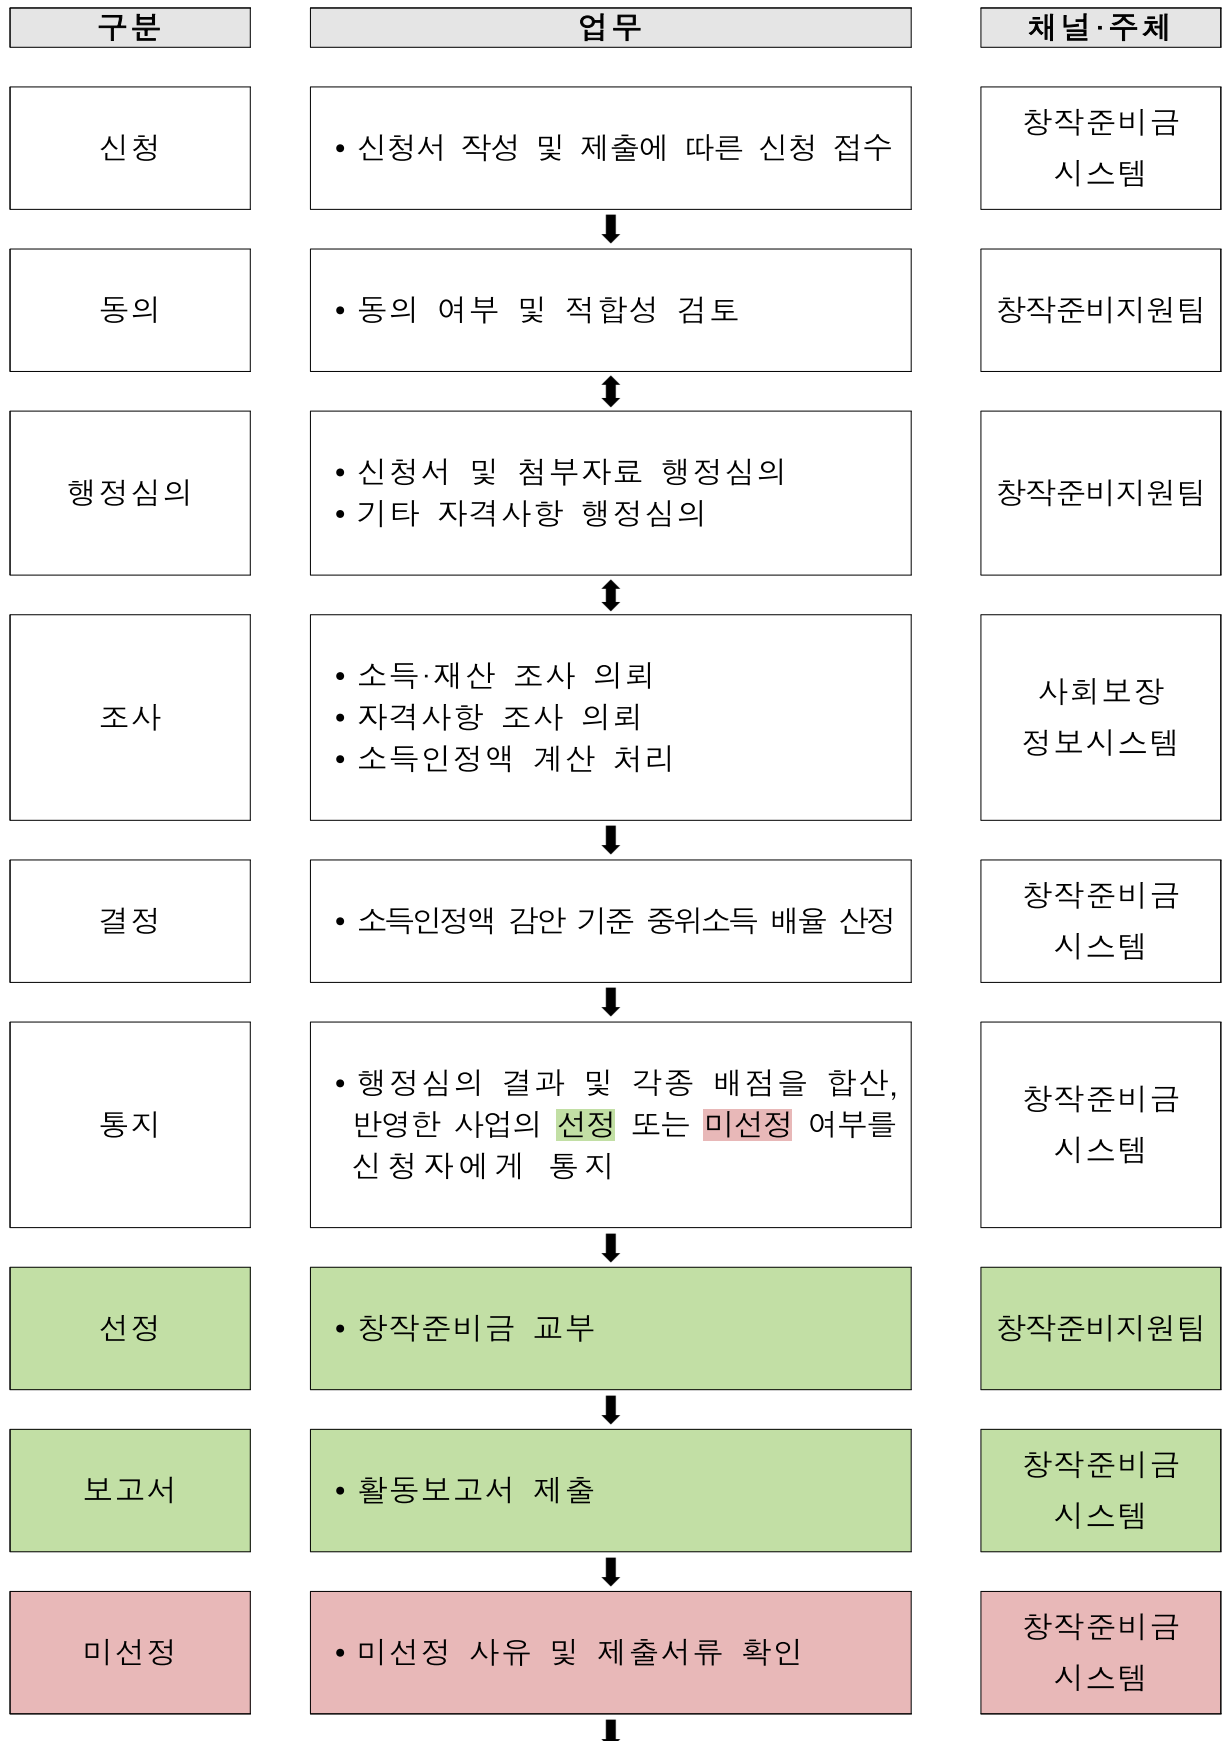 구분 업무 채널·주체
신청
• 신청서 작성 및 제출에 따른 신청 접수
창작준비금
시스템
동의
• 동의 여부 및 적합성 검토
창작준비지원팀
행정심의
• 신청서 및 첨부자료 행정심의
• 기타 자격사항 행정심의
창작준비지원팀
조사
• 소득·재산 조사 의뢰
• 자격사항 조사 의뢰
• 소득인정액 계산 처리
사회보장
정보시스템
결정
• 소득인정액 감안 기준 중위소득 배율 산정
창작준비금
시스템
통지
• 행정심의 결과 및 각종 배점을 합산,
반영한 사업의 선정 또는 미선정 여부를
신청자에게 통지
창작준비금
시스템
선정
• 창작준비금 교부
창작준비지원팀
보고서
• 활동보고서 제출
창작준비금
시스템
미선정
• 미선정 사유 및 제출서류 확인
창작준비금
시스템